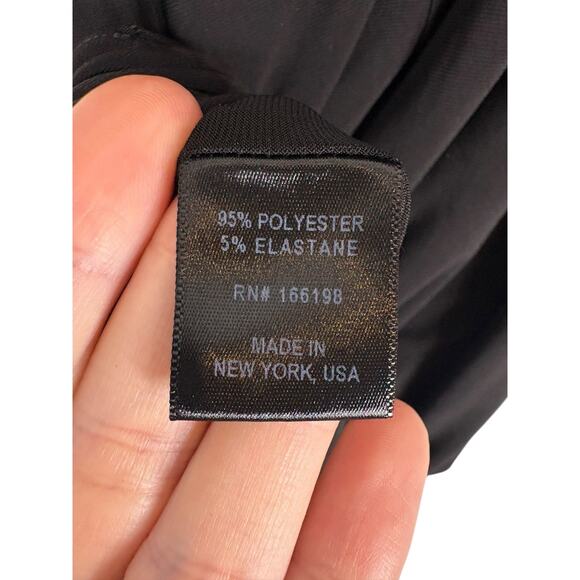 95% POLYESTER
5% ELASTANE
RN# 166198
MADE IN
NEW YORK, USA